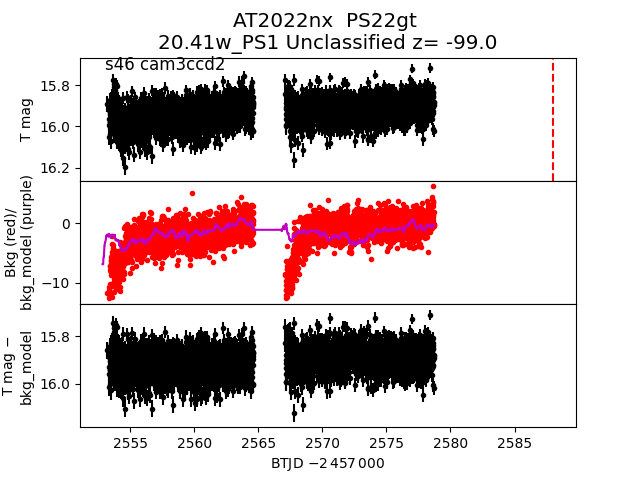 AT2022nx  PS22gt
20.41w_PS1 Unclassified z= -99.0
s46 cam3ccd2
T mag
15.8
16.0
16.2
Bkg (red)/
bkg_model (purple)
0
−10
T mag −
bkg_model
15.8
16.0
2555 2560 2565 2570 2575 2580 2585
BTJD −2 457 000